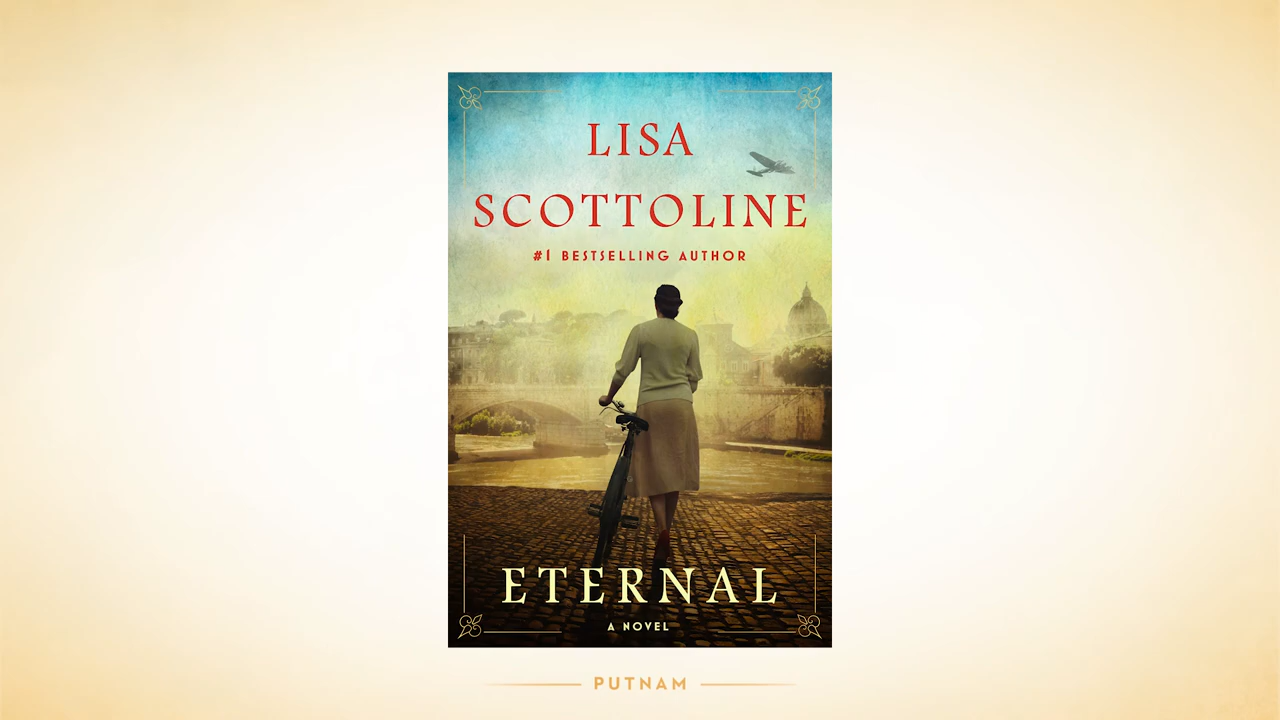 LISA
SCOTTOLINE
#1 BESTSELLING AUTHOR
ETERNAL
A NOVEL
PUTNAM